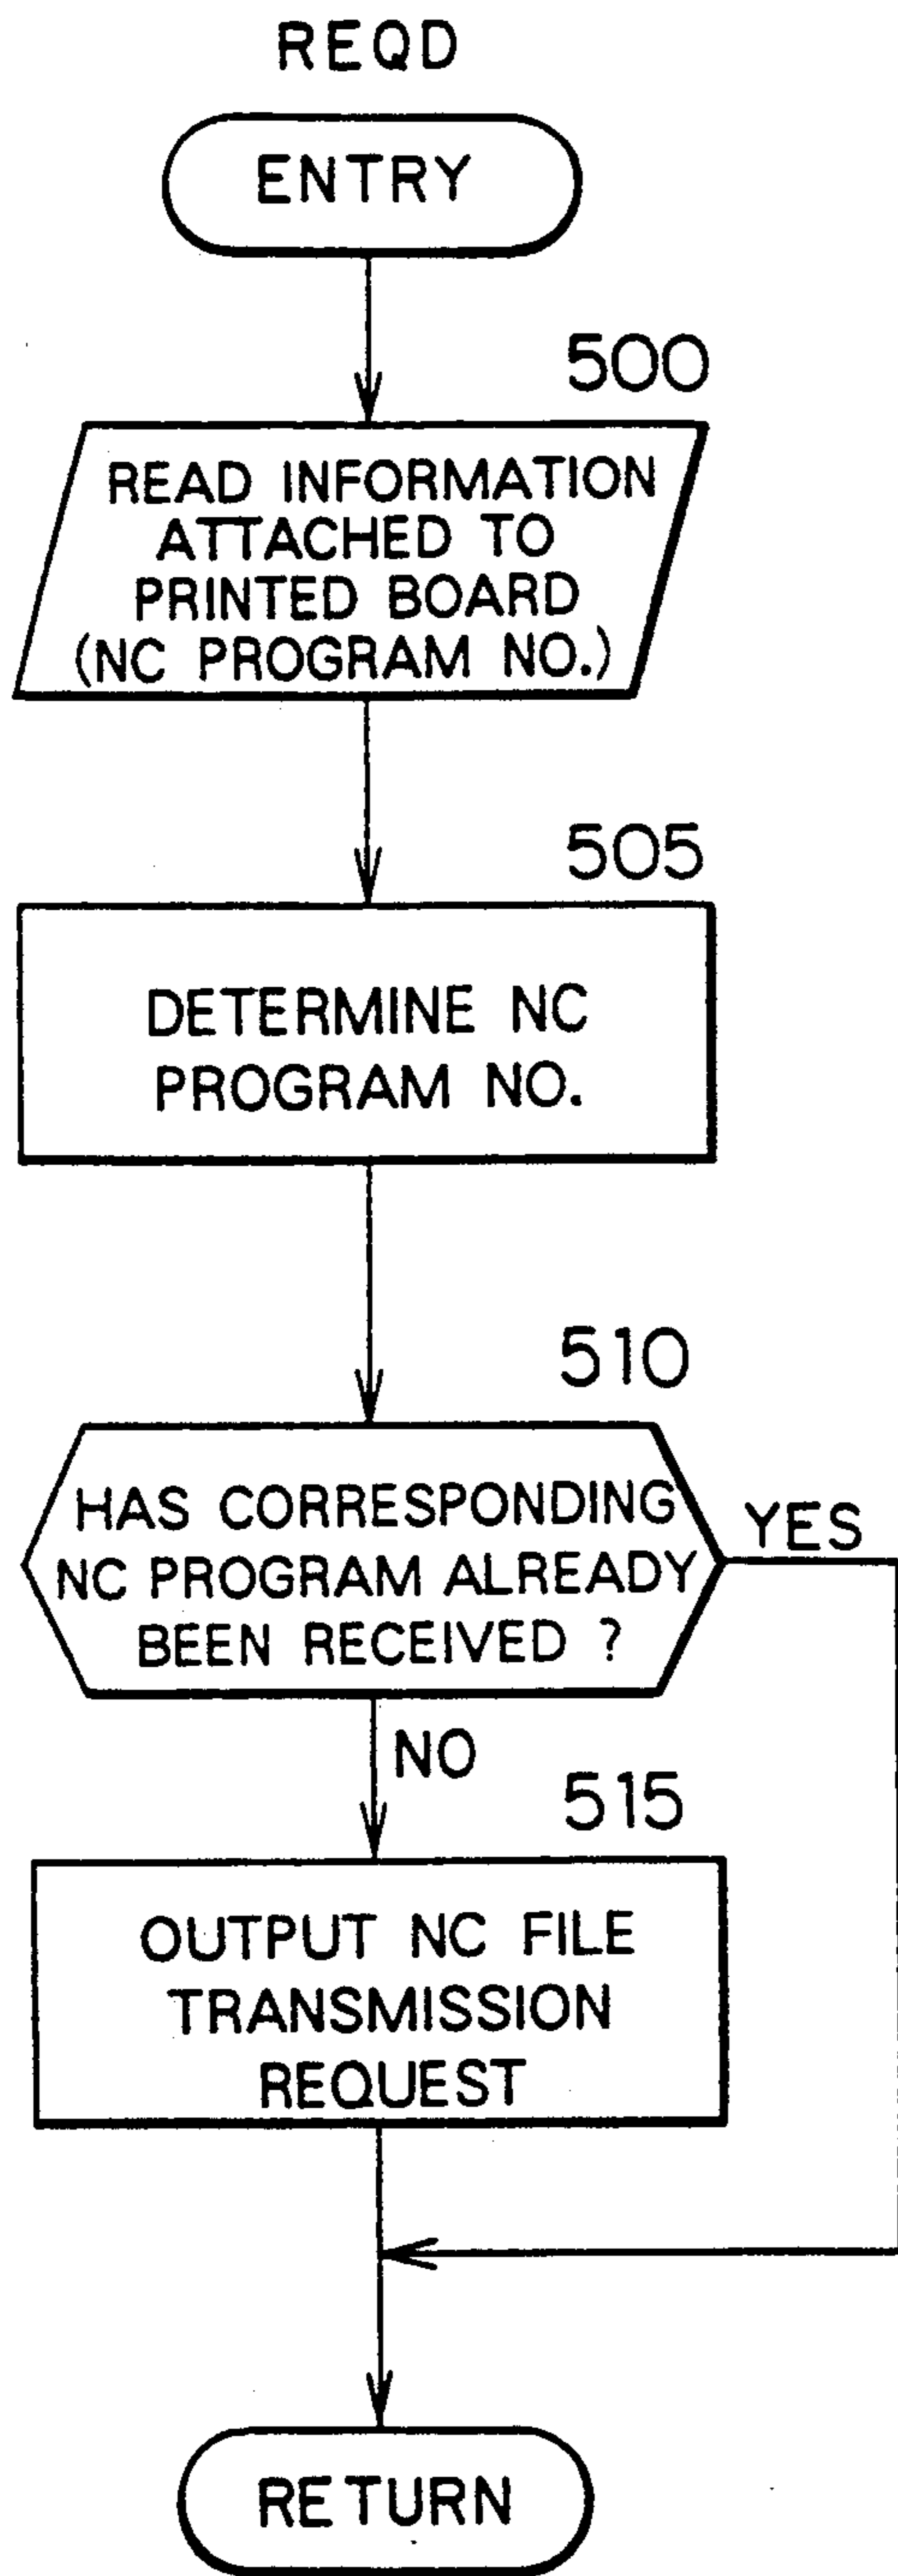 REQD
ENTRY
500
READ INFORMATION
ATTACHED TO
PRINTED BOARD
(NC PROGRAM NO.)
505
DETERMINE NC
PROGRAM NO.
510
HAS CORRESPONDING
NC PROGRAM ALREADY
BEEN RECEIVED ?
YES
NO
515
OUTPUT NC FILE
TRANSMISSION
REQUEST
RETURN